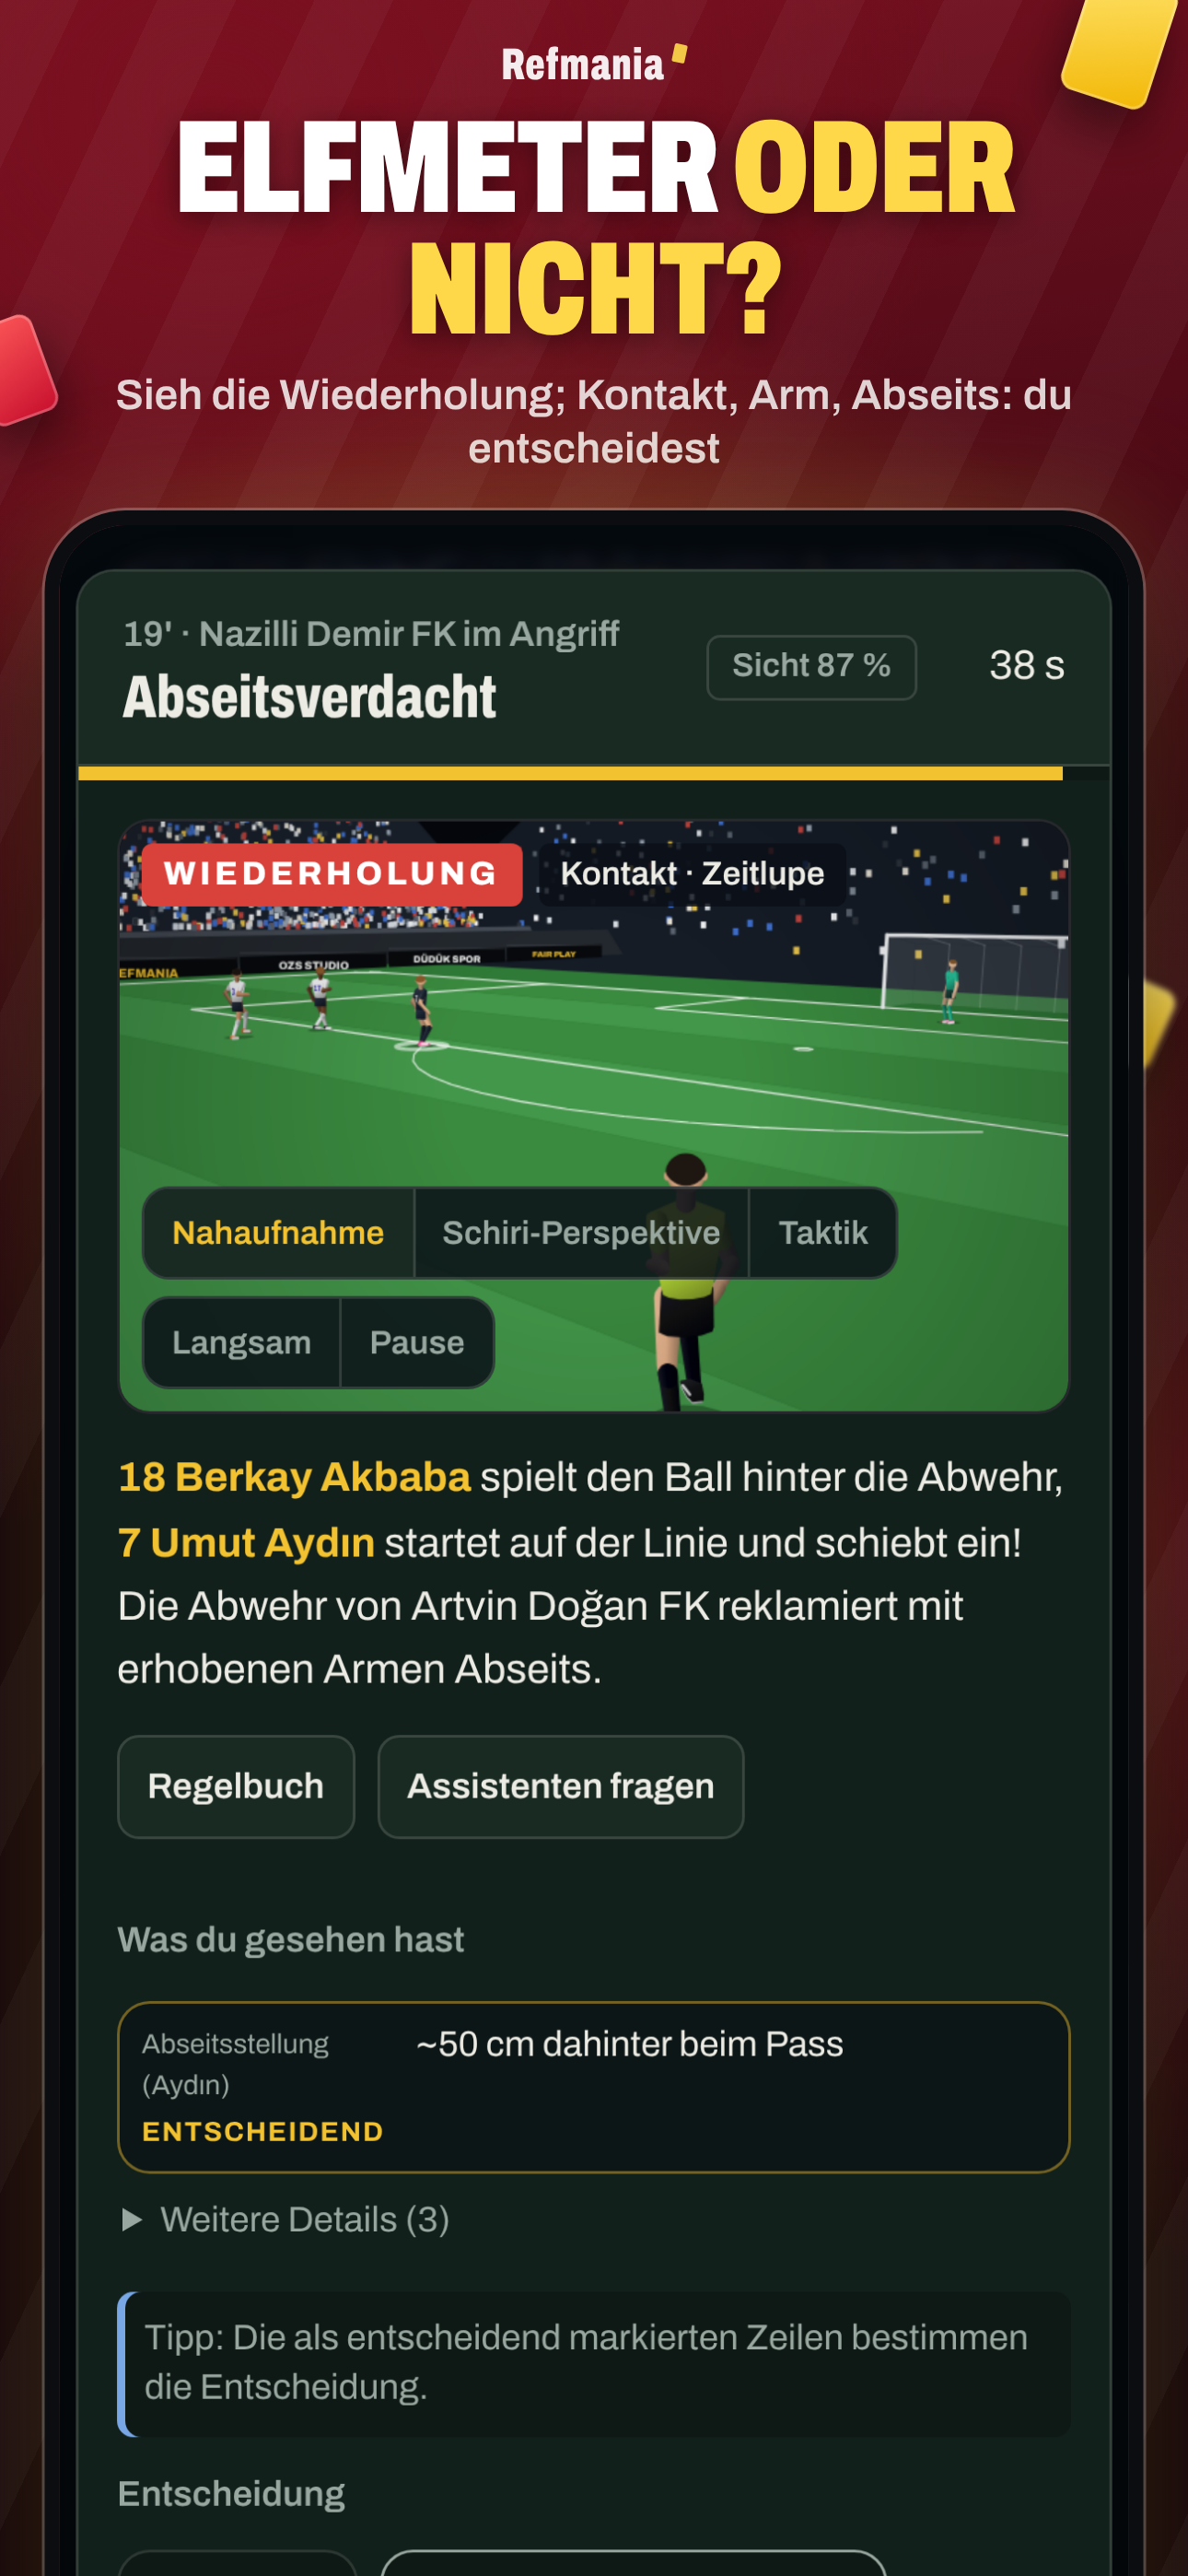 Refmania
ELFMETER ODER
NICHT?
Sieh die Wiederholung; Kontakt, Arm, Abseits: du
entscheidest
19' · Nazilli Demir FK im Angriff
Abseitsverdacht
Sicht 87 %
38 s
WIEDERHOLUNG
Kontakt · Zeitlupe
EFMANIA
OZS STUDIO
DÜDÜK SPOR
FAIR PLAY
Nahaufnahme
Schiri-Perspektive
Taktik
Langsam
Pause
18 Berkay Akbaba spielt den Ball hinter die Abwehr,
7 Umut Aydın startet auf der Linie und schiebt ein!
Die Abwehr von Artvin Doğan FK reklamiert mit
erhobenen Armen Abseits.
Regelbuch
Assistenten fragen
Was du gesehen hast
Abseitsstellung
(Aydın)
~50 cm dahinter beim Pass
ENTSCHEIDEND
▶ Weitere Details (3)
Tipp: Die als entscheidend markierten Zeilen bestimmen
die Entscheidung.
Entscheidung